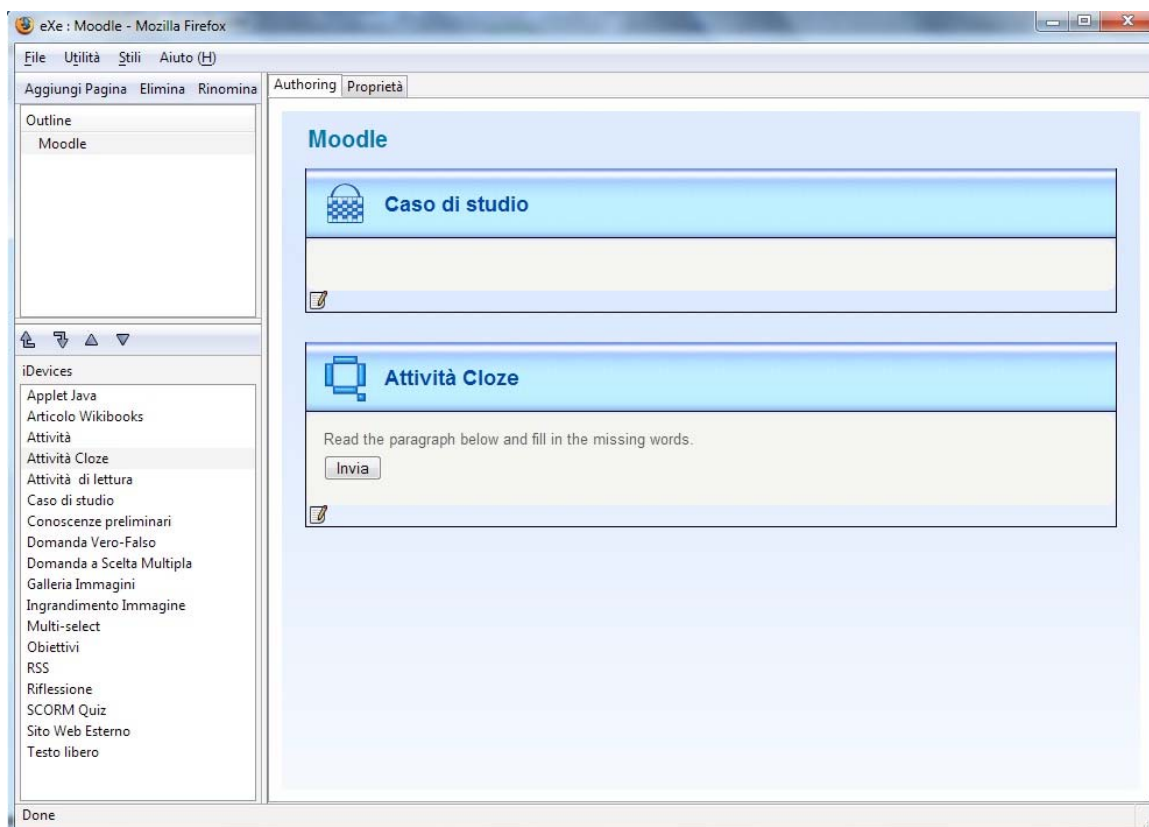 eXe : Moodle - Mozilla Firefox
File Utilità Stili Aiuto (H)
Aggiungi Pagina Elimina Rinomina
Authoring Proprietà
Outline
Moodle
iDevices
Applet Java
Articolo Wikibooks
Attività
Attività Cloze
Attività di lettura
Caso di studio
Conoscenze preliminari
Domanda Vero-Falso
Domanda a Scelta Multipla
Galleria Immagini
Ingrandimento Immagine
Multi-select
Obiettivi
RSS
Riflessione
SCORM Quiz
Sito Web Esterno
Testo libero
Moodle
Caso di studio
Attività Cloze
Read the paragraph below and fill in the missing words.
Invia
Done